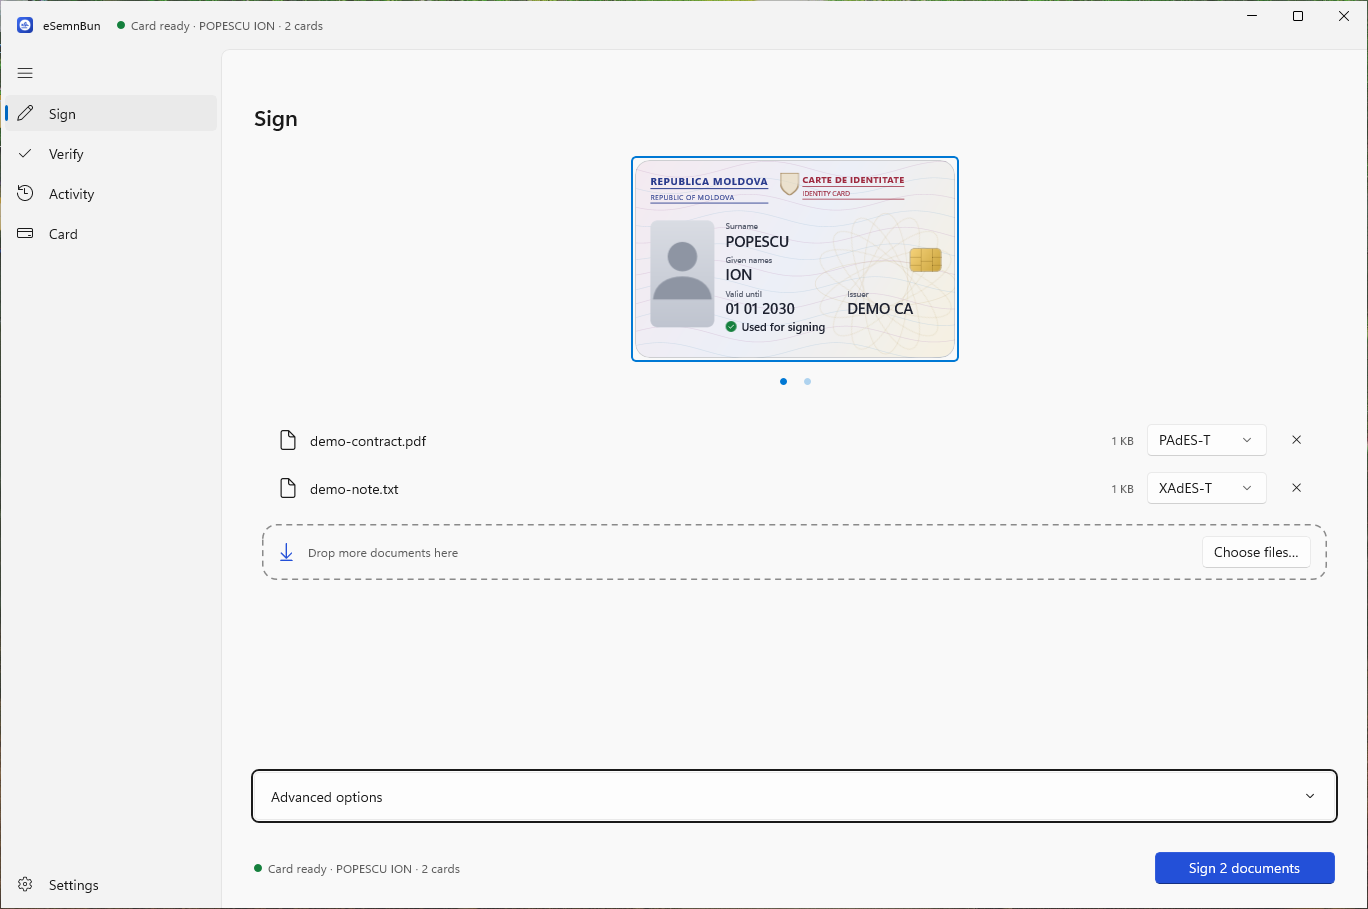 eSemnBun
Card ready · POPESCU ION · 2 cards
Sign
Verify
Activity
Card
Settings
Sign
REPUBLICA MOLDOVA
REPUBLIC OF MOLDOVA
CARTE DE IDENTITATE
IDENTITY CARD
Surname
POPESCU
Given names
ION
Valid until
01 01 2030
Issuer
DEMO CA
Used for signing
demo-contract.pdf
1 KB
PAdES-T
demo-note.txt
1 KB
XAdES-T
Drop more documents here
Choose files...
Advanced options
Card ready · POPESCU ION · 2 cards
Sign 2 documents